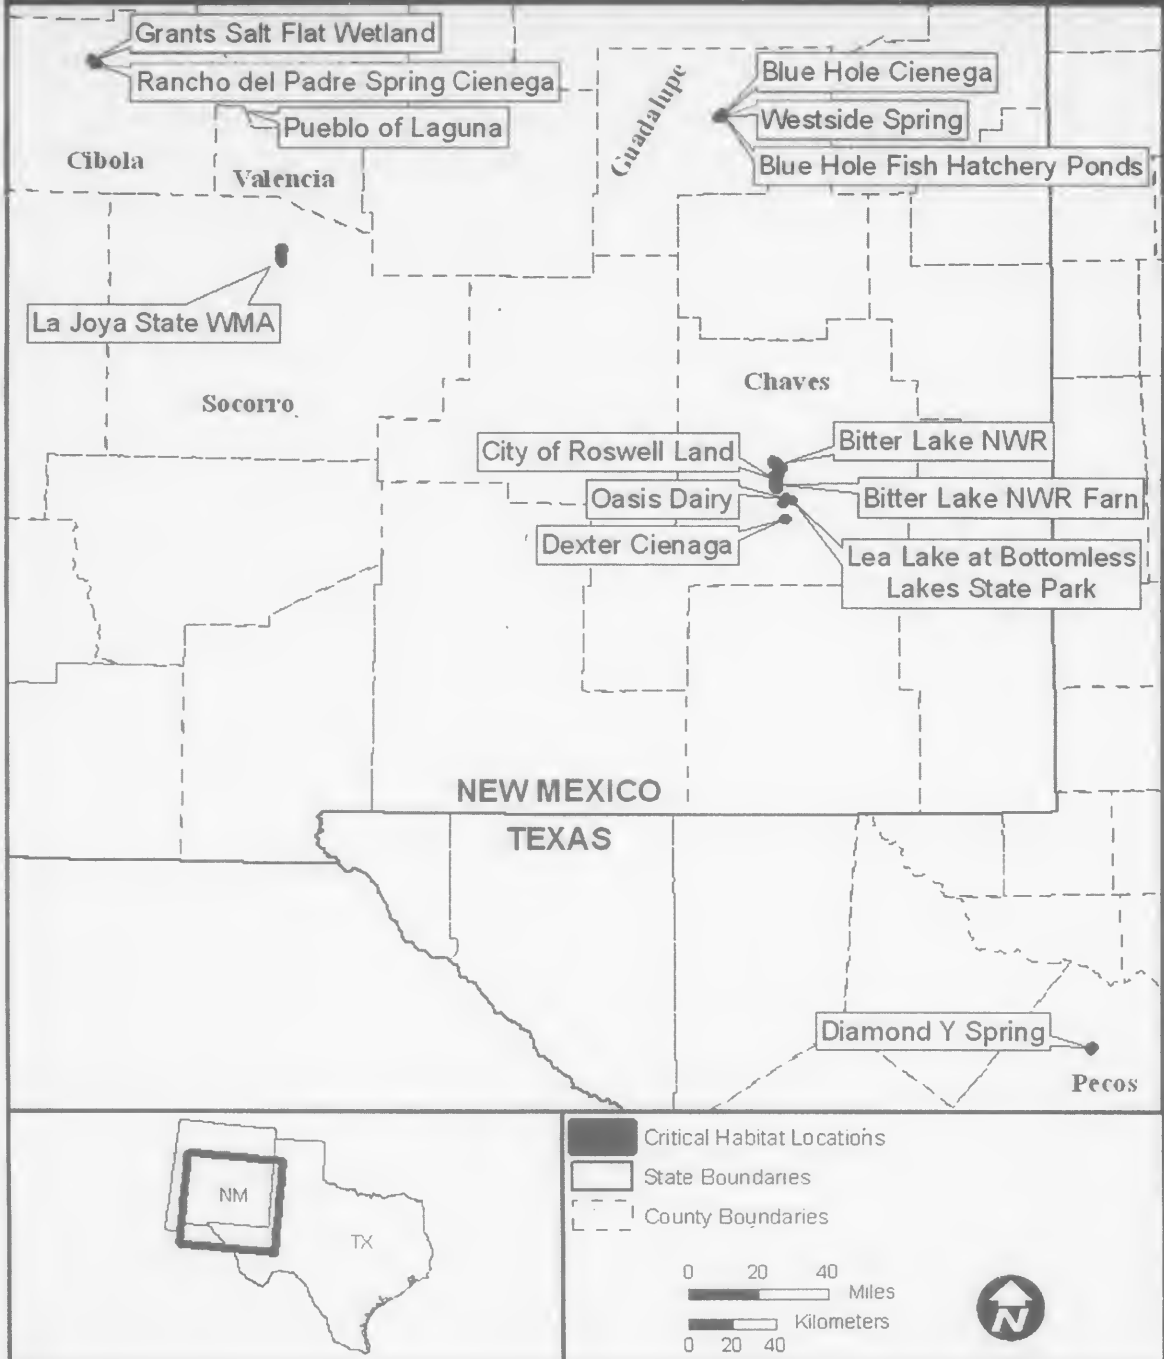 Grants Salt Flat Wetland
Rancho del Padre Spring Cienega
Pueblo of Laguna
Cibola
Valencia
Guadalupe
Blue Hole Cienega
Westside Spring
Blue Hole Fish Hatchery Ponds
La Joya State WMA
Socorro
Chaves
City of Roswell Land
Bitter Lake NWR
Oasis Dairy
Bitter Lake NWR Farn
Dexter Cienaga
Lea Lake at Bottomless
Lakes State Park
NEW MEXICO
TEXAS
Diamond Y Spring
Pecos
NM
TX
Critical Habitat Locations
State Boundaries
County Boundaries
0 20 40
Miles
Kilometers
0 20 40
N